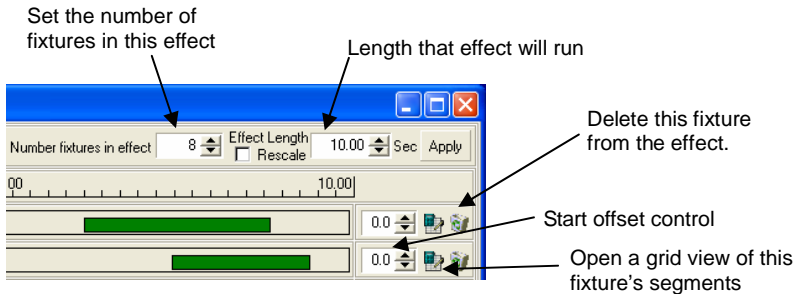 Set the number of
fixtures in this effect
Length that effect will run
Number fixtures in effect 8 Effect Length Rescale 10.00 Sec Apply
00 10.00
Delete this fixture
from the effect.
0.0
Start offset control
0.0
Open a grid view of this
fixture's segments